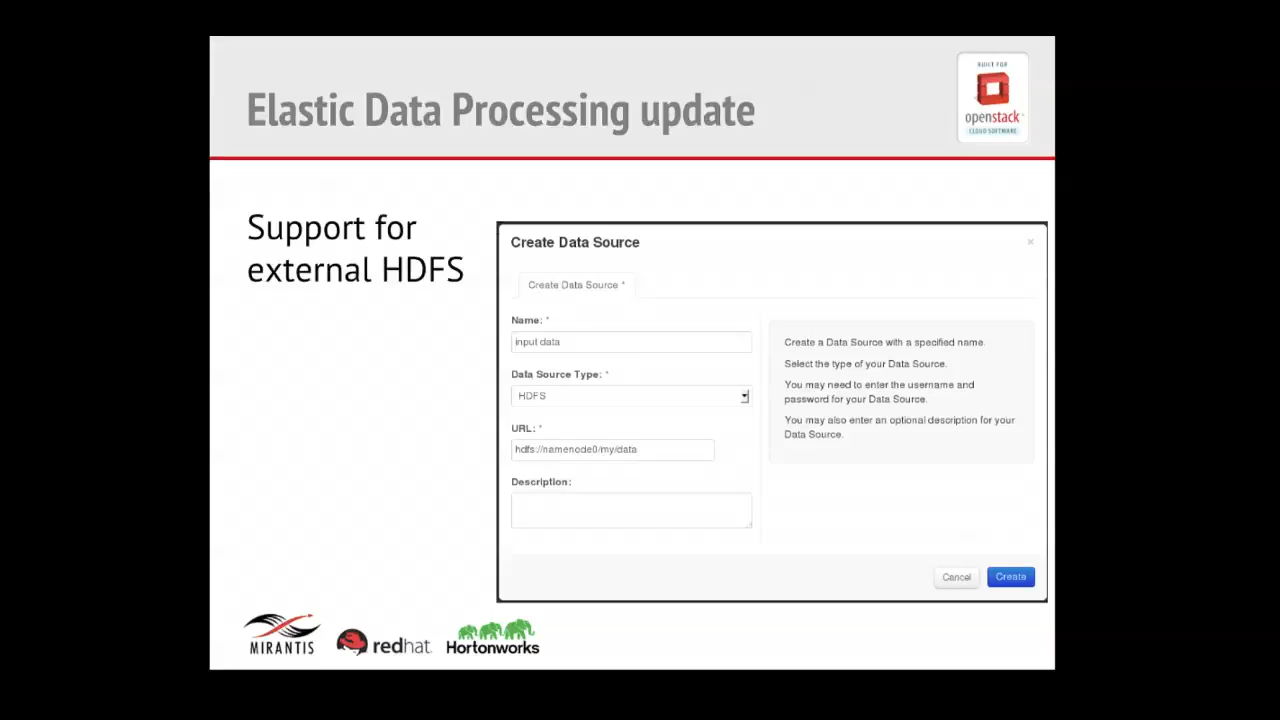 Elastic Data Processing update
BUILT FOR
openstack
CLOUD SOFTWARE
Support for
external HDFS
Create Data Source
×
Create Data Source *
Name: *
input data
Data Source Type: *
HDFS
URL: *
hdfs://namenode0/my/data
Description:
Create a Data Source with a specified name.
Select the type of your Data Source.
You may need to enter the username and
password for your Data Source.
You may also enter an optional description for your
Data Source.
Cancel
Create
MIRANTIS
redhat.
Hortonworks